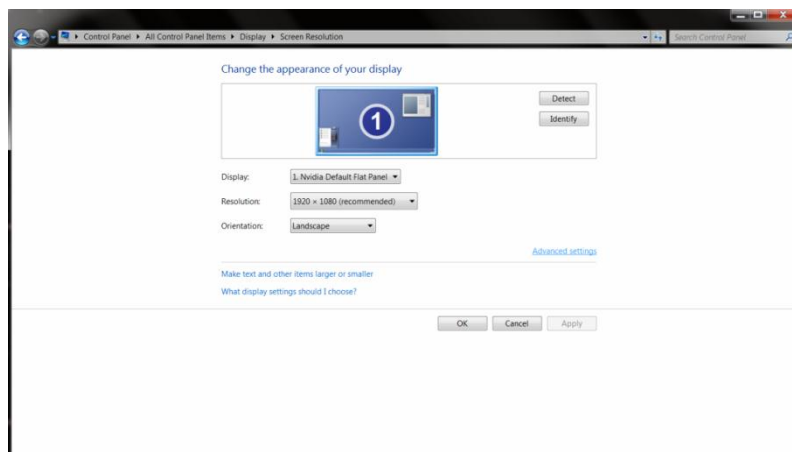 Control Panel ▸ All Control Panel Items ▸ Display ▸ Screen Resolution
Search Control Panel
Change the appearance of your display
1
Detect
Identify
Display: 1. Nvidia Default Flat Panel
Resolution: 1920 × 1080 (recommended)
Orientation: Landscape
Advanced settings
Make text and other items larger or smaller
What display settings should I choose?
OK Cancel Apply